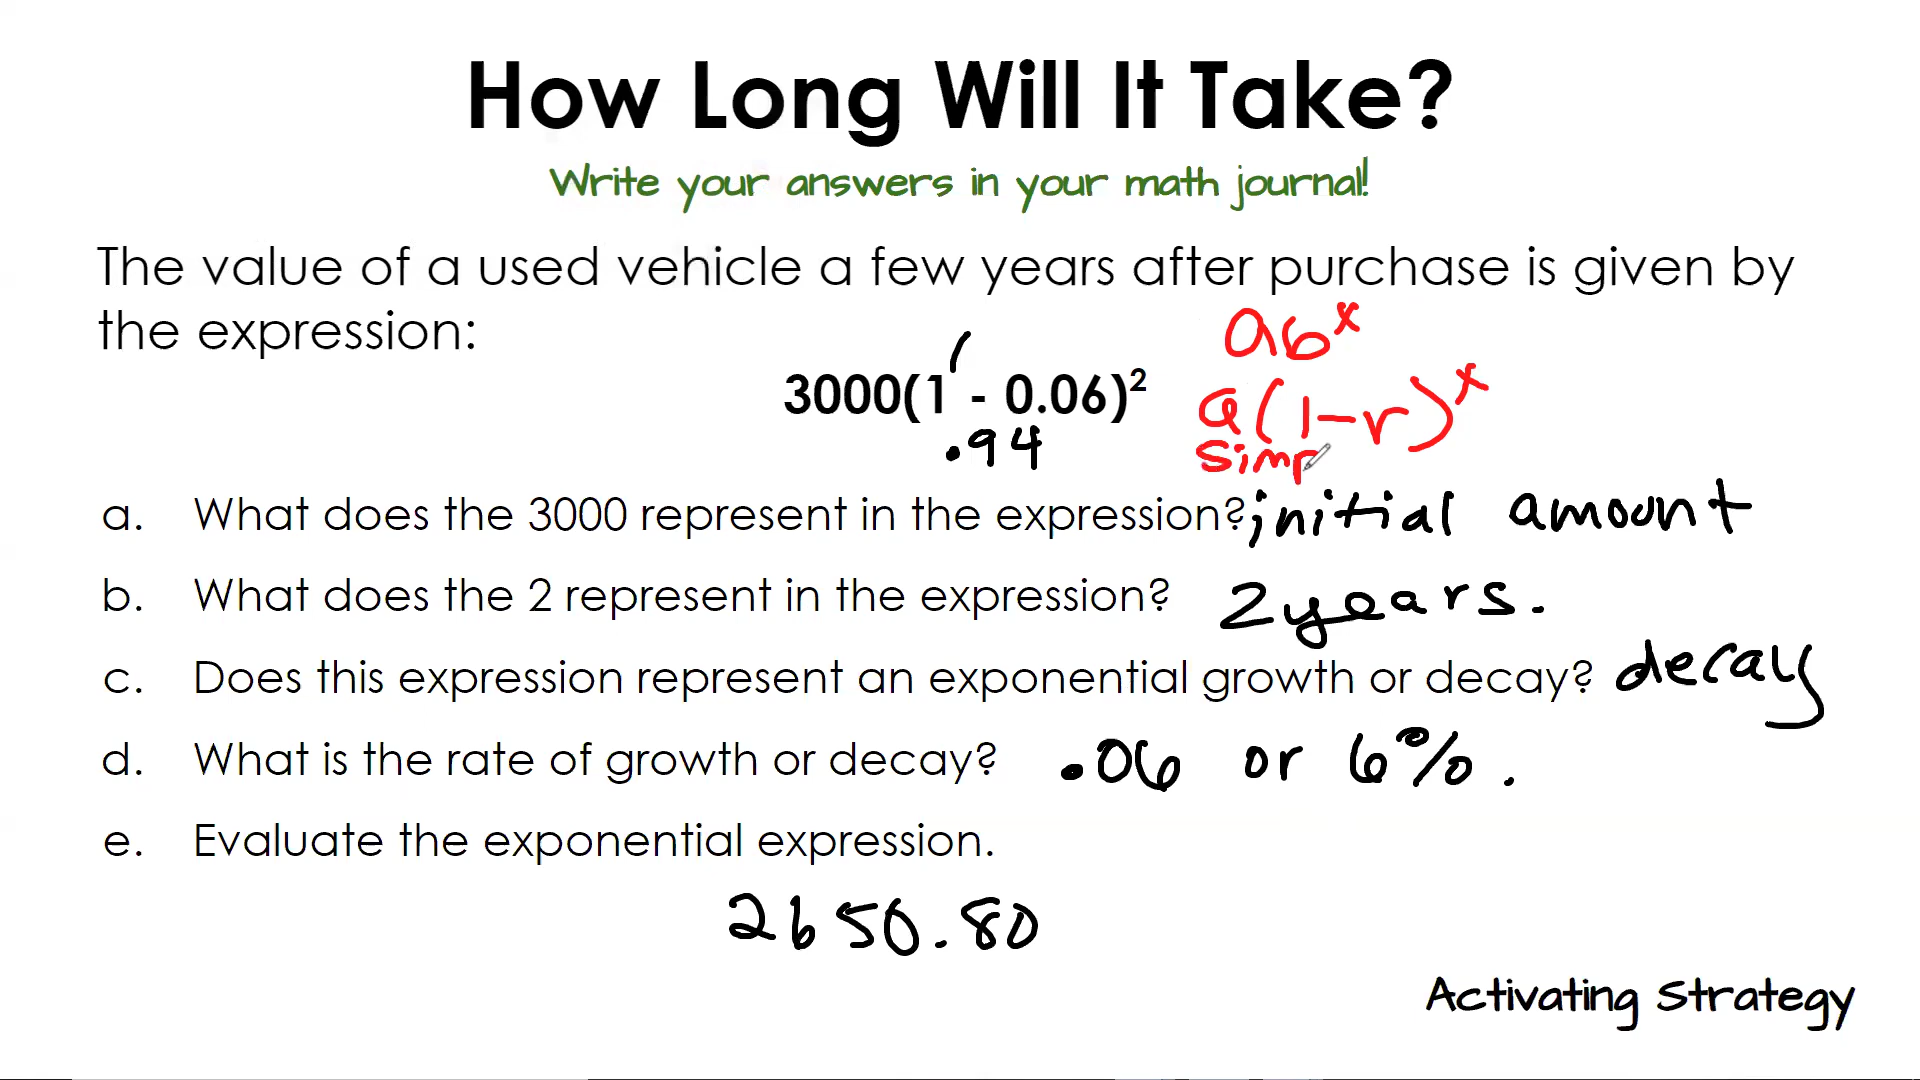 How Long Will It Take?
Write your answers in your math journal!
The value of a used vehicle a few years after purchase is given by
the expression:
ab^x
3000(1 - 0.06)²
a(1-r)^x
.94
Simp
a. What does the 3000 represent in the expression? initial amount
b. What does the 2 represent in the expression? 2 years.
c. Does this expression represent an exponential growth or decay? decay
d. What is the rate of growth or decay? .06 or 6%.
e. Evaluate the exponential expression.
2650.80
Activating Strategy